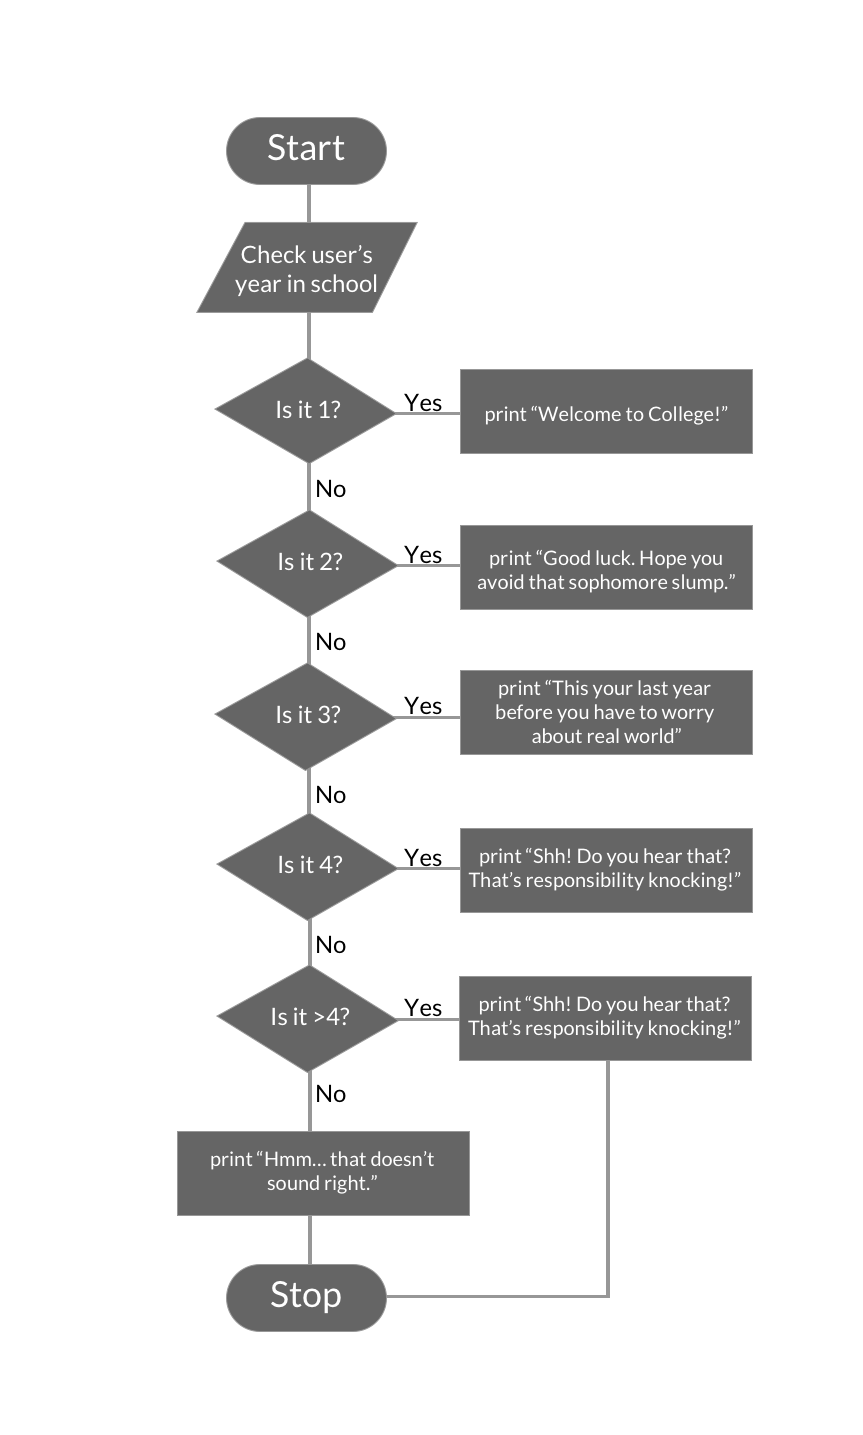 Start
Check user’s
year in school
Is it 1?
Yes
print “Welcome to College!”
No
Is it 2?
Yes
print “Good luck. Hope you
avoid that sophomore slump.”
No
Is it 3?
Yes
print “This your last year
before you have to worry
about real world”
No
Is it 4?
Yes
print “Shh! Do you hear that?
That’s responsibility knocking!”
No
Is it >4?
Yes
print “Shh! Do you hear that?
That’s responsibility knocking!”
No
print “Hmm... that doesn’t
sound right.”
Stop